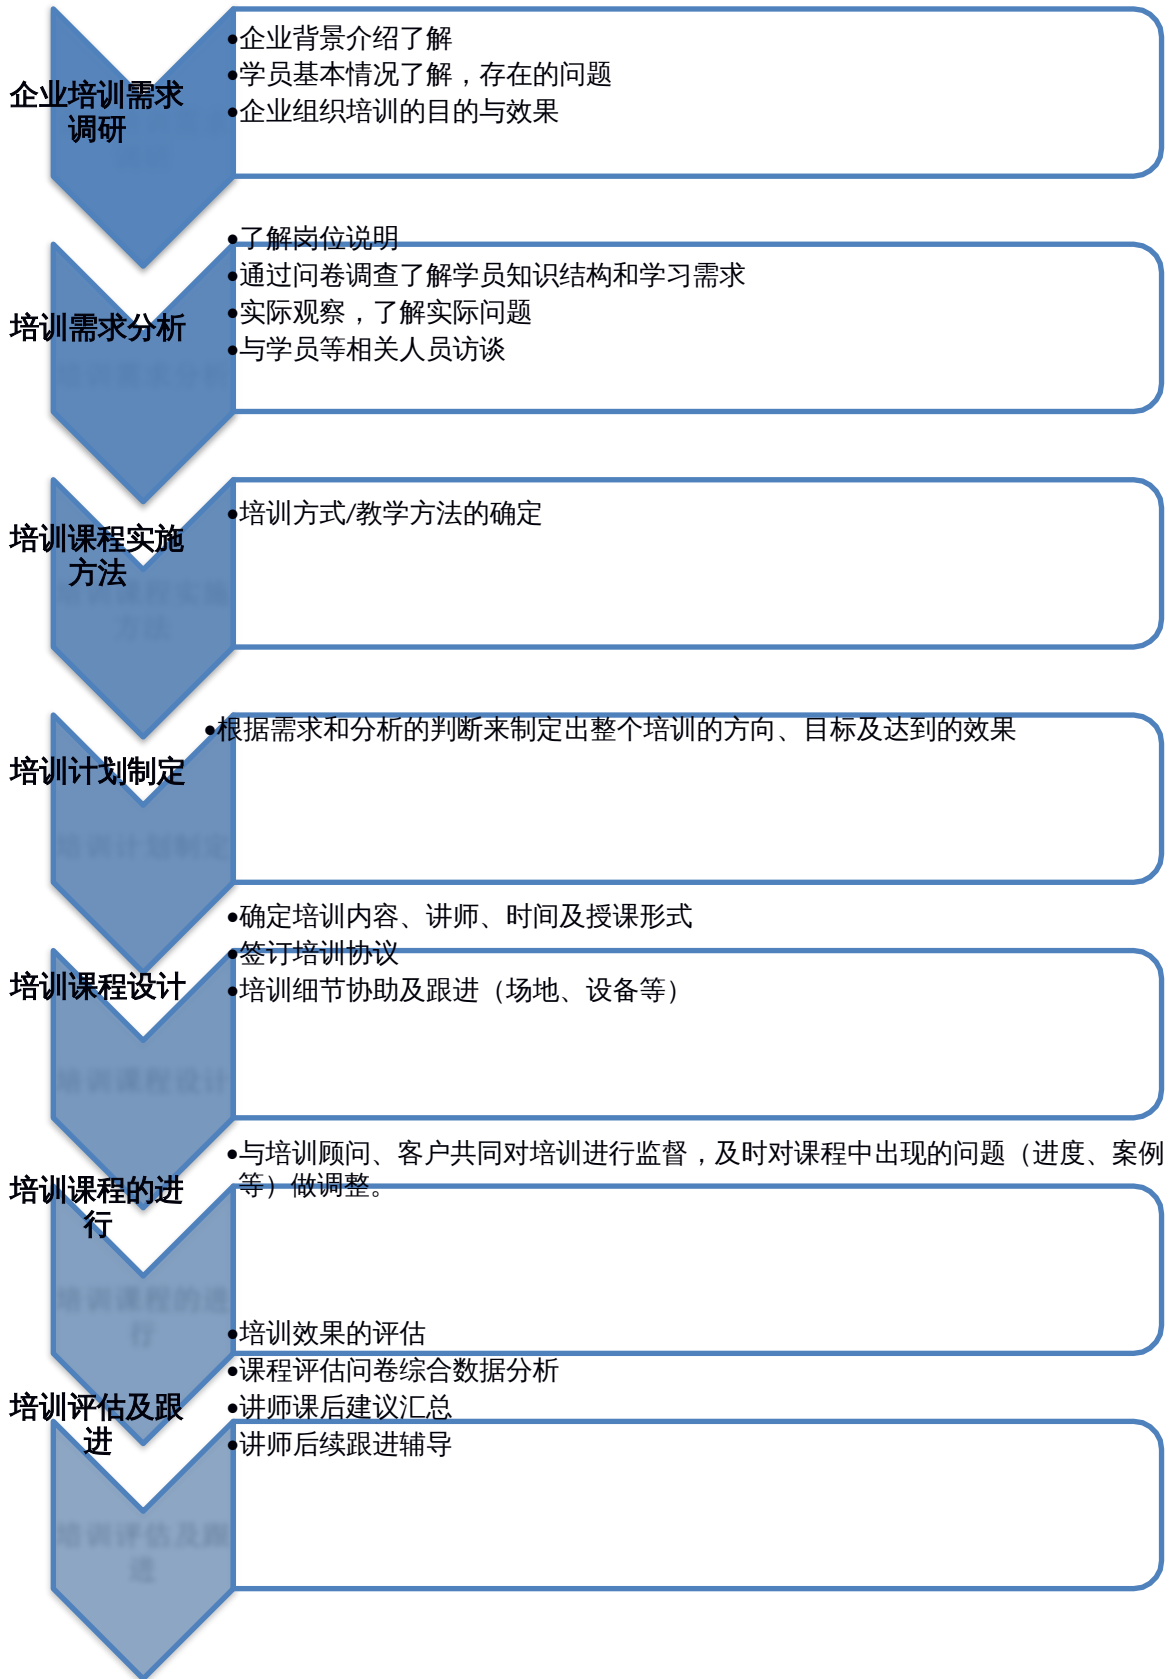 企业培训需求
调研
•企业背景介绍了解
•学员基本情况了解，存在的问题
•企业组织培训的目的与效果
培训需求分析
•了解岗位说明
•通过问卷调查了解学员知识结构和学习需求
•实际观察，了解实际问题
•与学员等相关人员访谈
培训课程实施
方法
•培训方式/教学方法的确定
培训计划制定
•根据需求和分析的判断来制定出整个培训的方向、目标及达到的效果
培训课程设计
•确定培训内容、讲师、时间及授课形式
•签订培训协议
•培训细节协助及跟进（场地、设备等）
培训课程的进
行
•与培训顾问、客户共同对培训进行监督，及时对课程中出现的问题（进度、案例
等）做调整。
培训评估及跟
进
•培训效果的评估
•课程评估问卷综合数据分析
•讲师课后建议汇总
•讲师后续跟进辅导